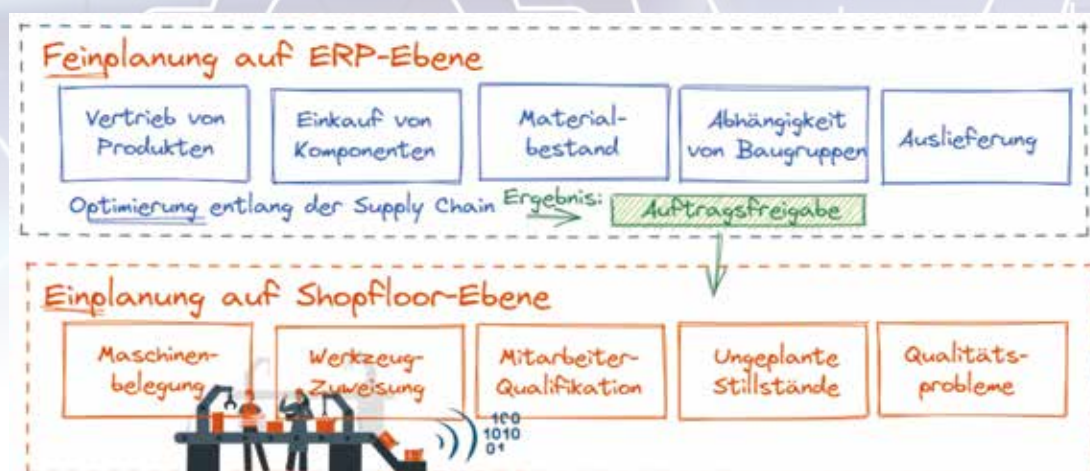 Feinplanung auf ERP-Ebene
Vertrieb von
Produkten
Einkauf von
Komponenten
Material-
bestand
Abhängigkeit
von Baugruppen
Auslieferung
Optimierung entlang der Supply Chain Ergebnis:
Auftragsfreigabe
Einplanung auf Shopfloor-Ebene
Maschinen-
belegung
Werkzeug-
Zuweisung
Mitarbeiter-
Qualifikation
Ungeplante
Stillstände
Qualitäts-
probleme
100
1010
01